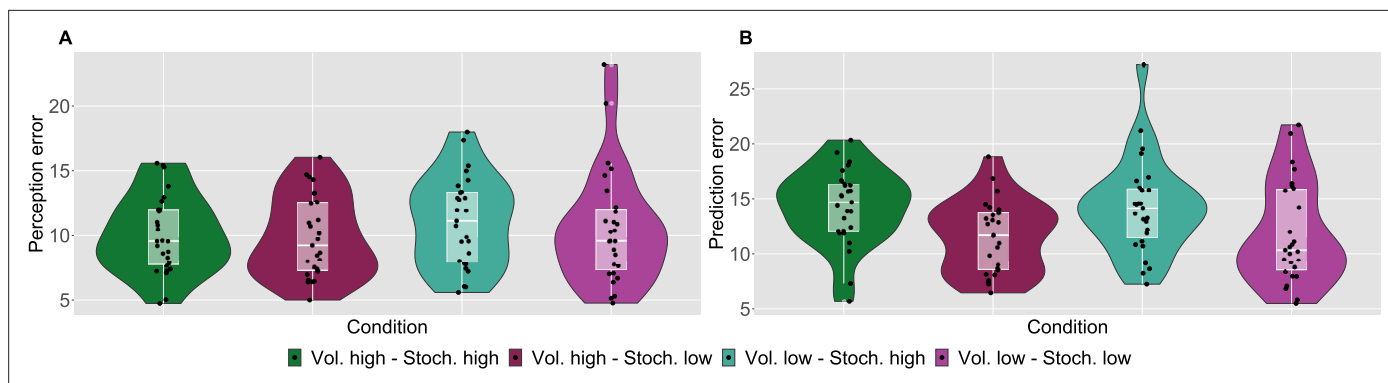 A
B
Perception error
20
15
10
5
Condition
Prediction error
25
20
15
10
5
Condition
Vol. high - Stoch. high
Vol. high - Stoch. low
Vol. low - Stoch. high
Vol. low - Stoch. low